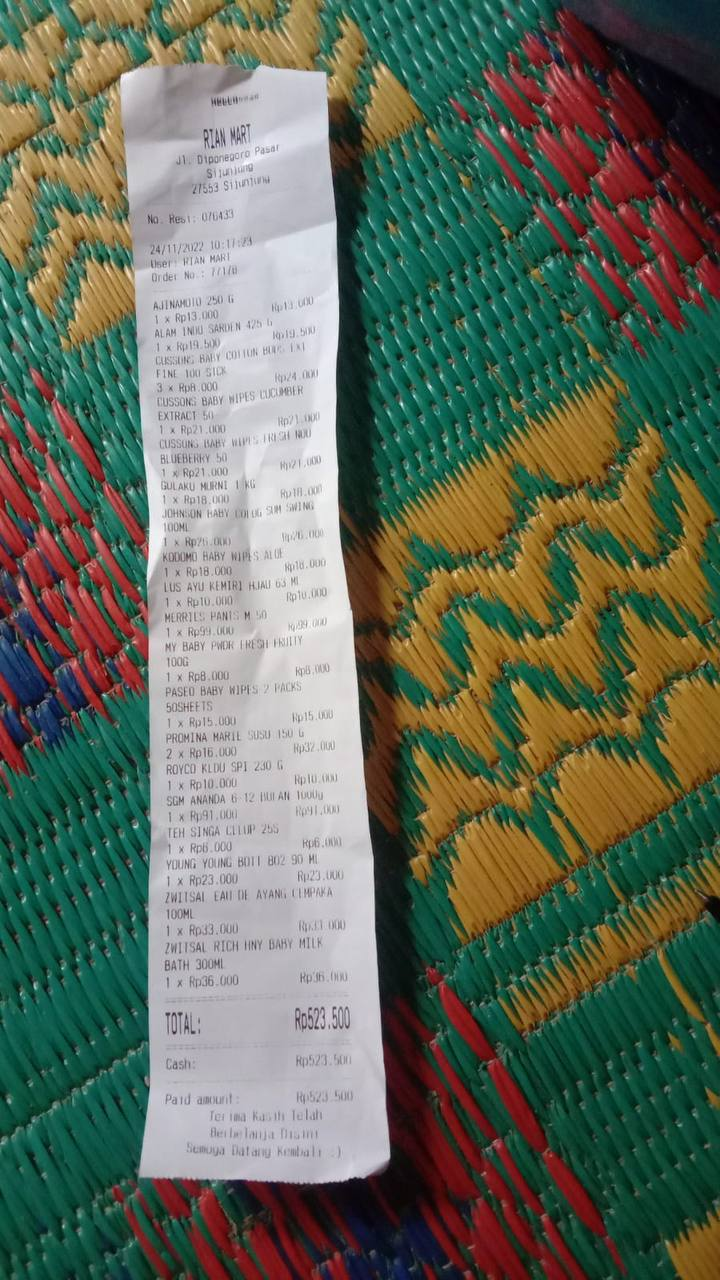 RIAN MART
Jl. Diponegoro Pasar
Sijunjung
27553 Sijunjung
No. Resi: 076433
24/11/2022 10:17:23
User: RIAN MART
Order No.: 7/1/8
AJINAMOTO 250 G
1 x Rp13.000 Rp13.000
ALAM INDO SARDEN 425 G
1 x Rp19.500 Rp19.500
CUSSONS BABY COTTON BUDS
FINE 100 SICK
3 x Rp8.000 Rp24.000
CUSSONS BABY WIPES CUCUMBER
EXTRACT 50
1 x Rp21.000 Rp21.000
CUSSONS BABY WIPES FRESH NOU
BLUEBERRY 50
1 x Rp21.000 Rp21.000
GULAKU MURNI 1 KG
1 x Rp18.000 Rp18.000
JOHNSON BABY COLOG SUM SWING
100ML
1 x Rp26.000 Rp26.000
KODOMO BABY WIPES ALOE
1 x Rp18.000 Rp18.000
LUS AYU KEMIRI HJAU 63 Ml
1 x Rp10.000 Rp10.000
MERRIES PANTS M 50
1 x Rp99.000 Rp99.000
MY BABY PWDR FRESH FRUITY
100G
1 x Rp8.000 Rp8.000
PASEO BABY WIPES 2 PACKS
50SHEETS
1 x Rp15.000 Rp15.000
PROMINA MARIE SUSU 150 G
2 x Rp16.000 Rp32.000
ROYCO KLDU SPI 230 G
1 x Rp10.000 Rp10.000
SGM ANANDA 6-12 BULAN 1000g
1 x Rp91.000 Rp91.000
TEH SINGA CELUP 25S
1 x Rp6.000 Rp6.000
YOUNG YOUNG BOTT 802 90 ML
1 x Rp23.000 Rp23.000
ZWITSAL EAU DE AYANG CEMPAKA
100ML
1 x Rp33.000 Rp33.000
ZWITSAL RICH HNY BABY MILK
BATH 300ML
1 x Rp36.000 Rp36.000
TOTAL: Rp523.500
Cash: Rp523.500
Paid amount: Rp523.500
Terima Kasih Telah
Berbelanja Disini
Semoga Datang Kembali :)